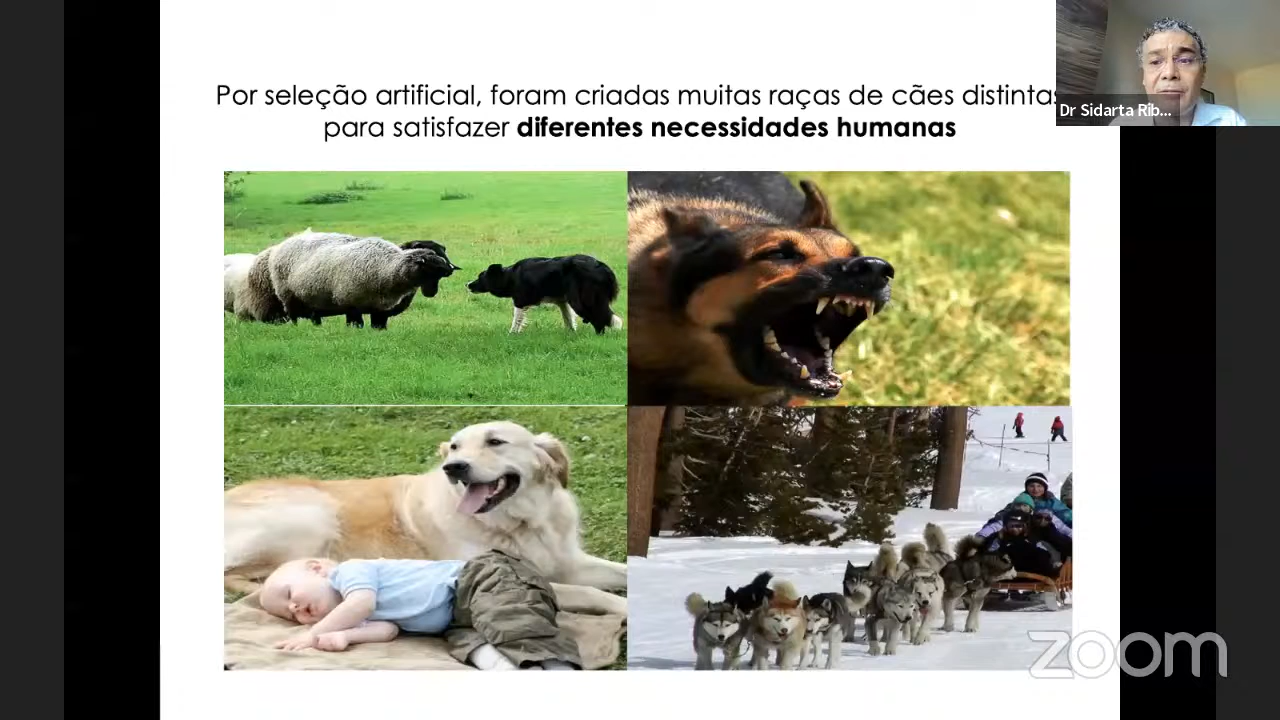 Por seleção artificial, foram criadas muitas raças de cães distintas
para satisfazer diferentes necessidades humanas
Dr Sidarta Rib...
zoom